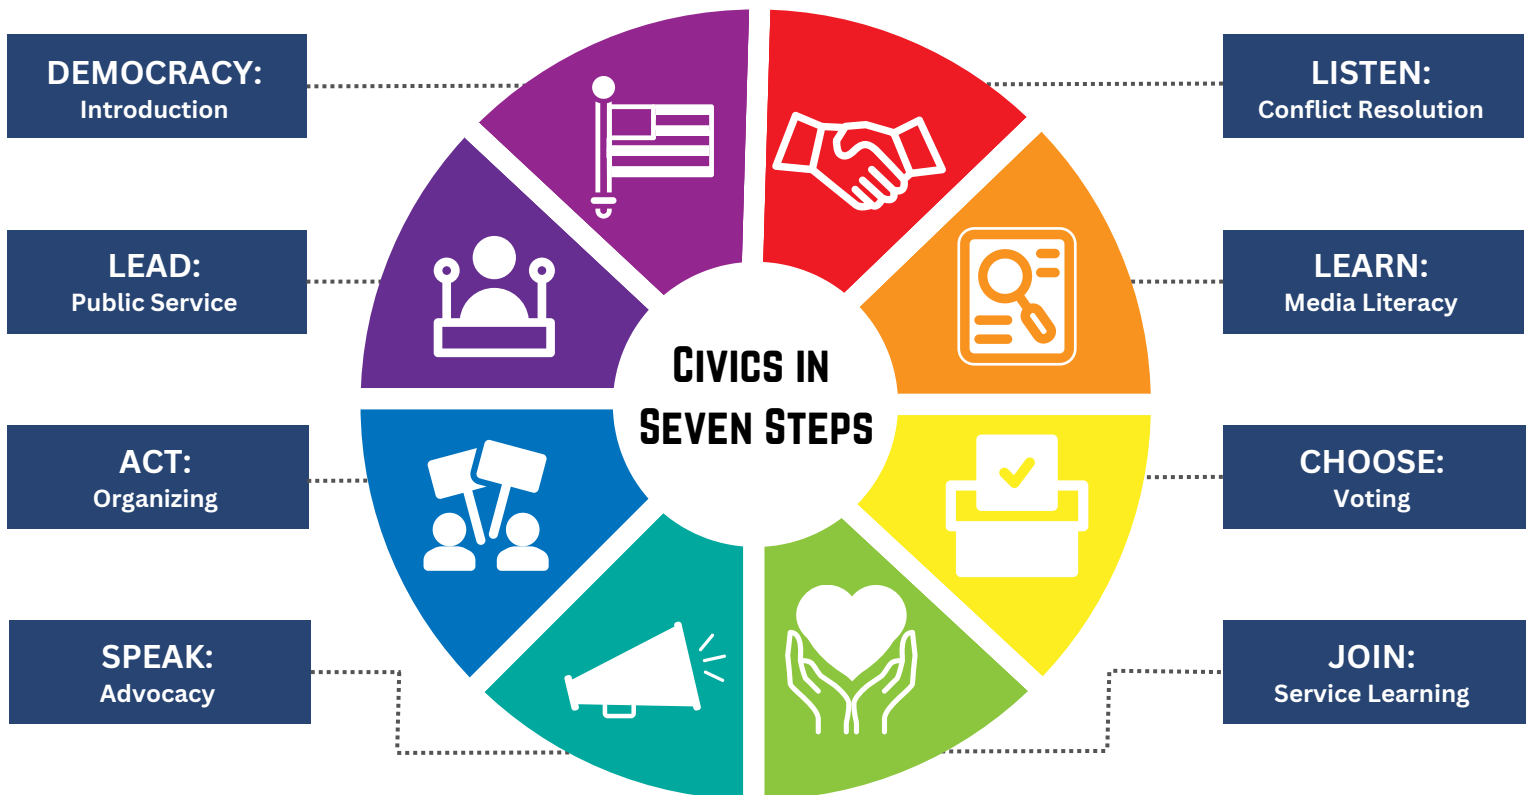 DEMOCRACY:
Introduction
LEAD:
Public Service
ACT:
Organizing
SPEAK:
Advocacy
CIVICS IN
SEVEN STEPS
LISTEN:
Conflict Resolution
LEARN:
Media Literacy
CHOOSE:
Voting
JOIN:
Service Learning